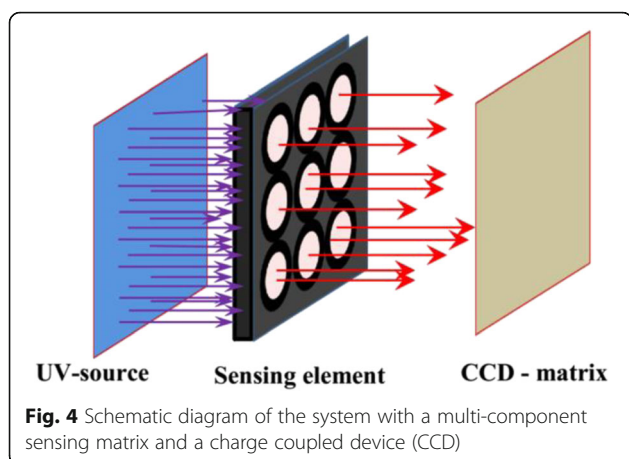 UV-source Sensing element CCD - matrix
Fig. 4 Schematic diagram of the system with a multi-component
sensing matrix and a charge coupled device (CCD)